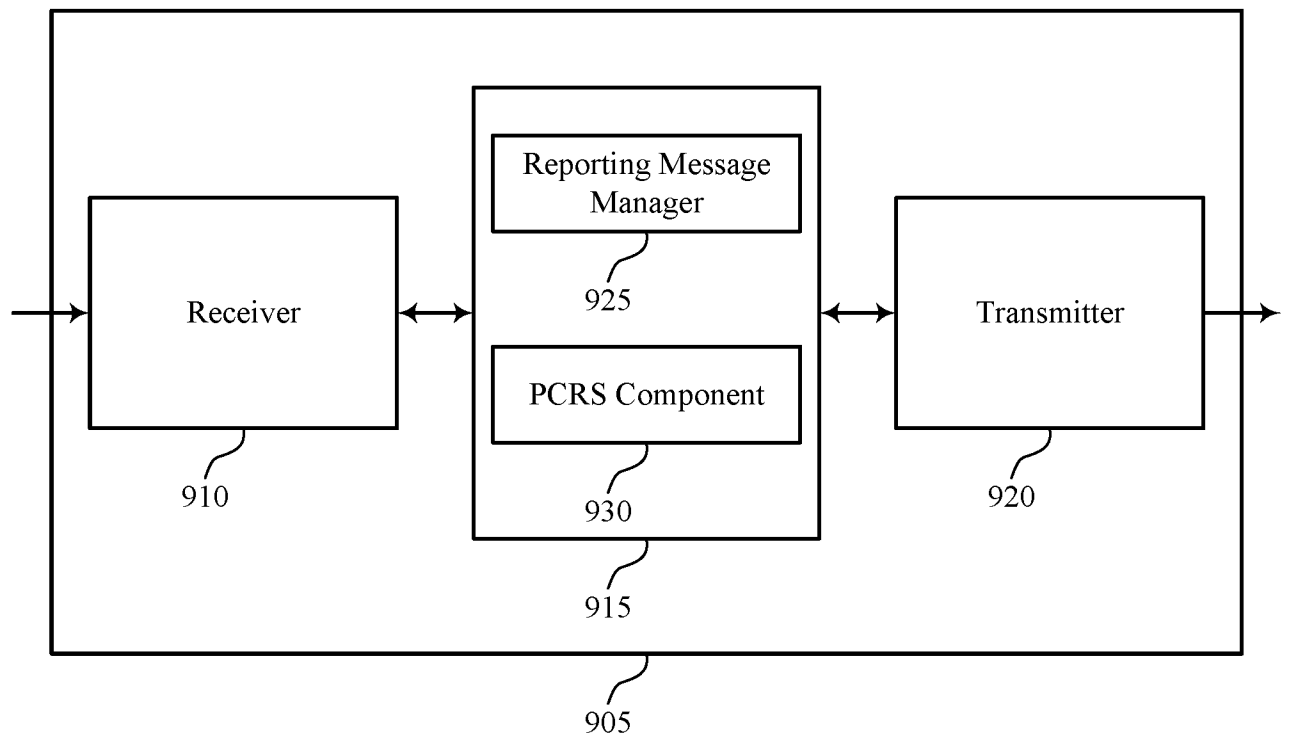 Reporting Message
Manager
925
Receiver
Transmitter
PCRS Component
910
930
920
915
905